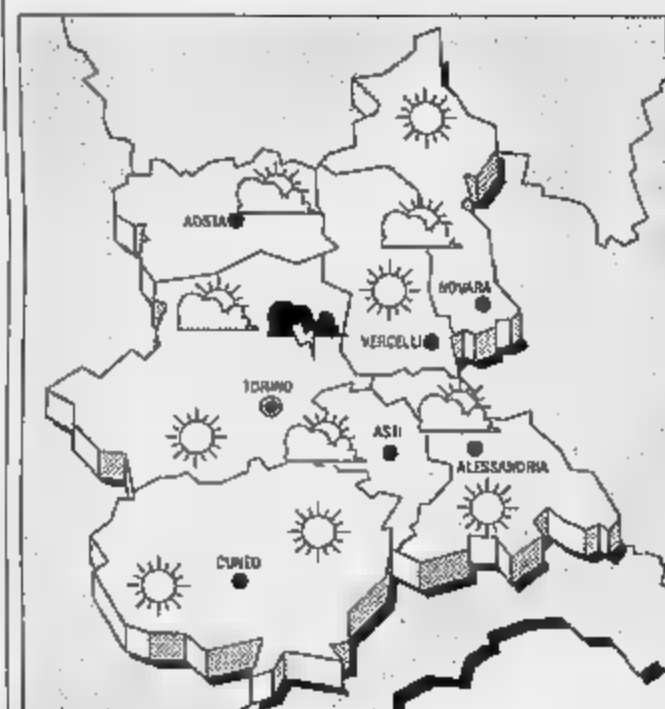 AOSTA
NOVARA
VERCELLI
TORINO
ASTI
ALESSANDRIA
CUNEO